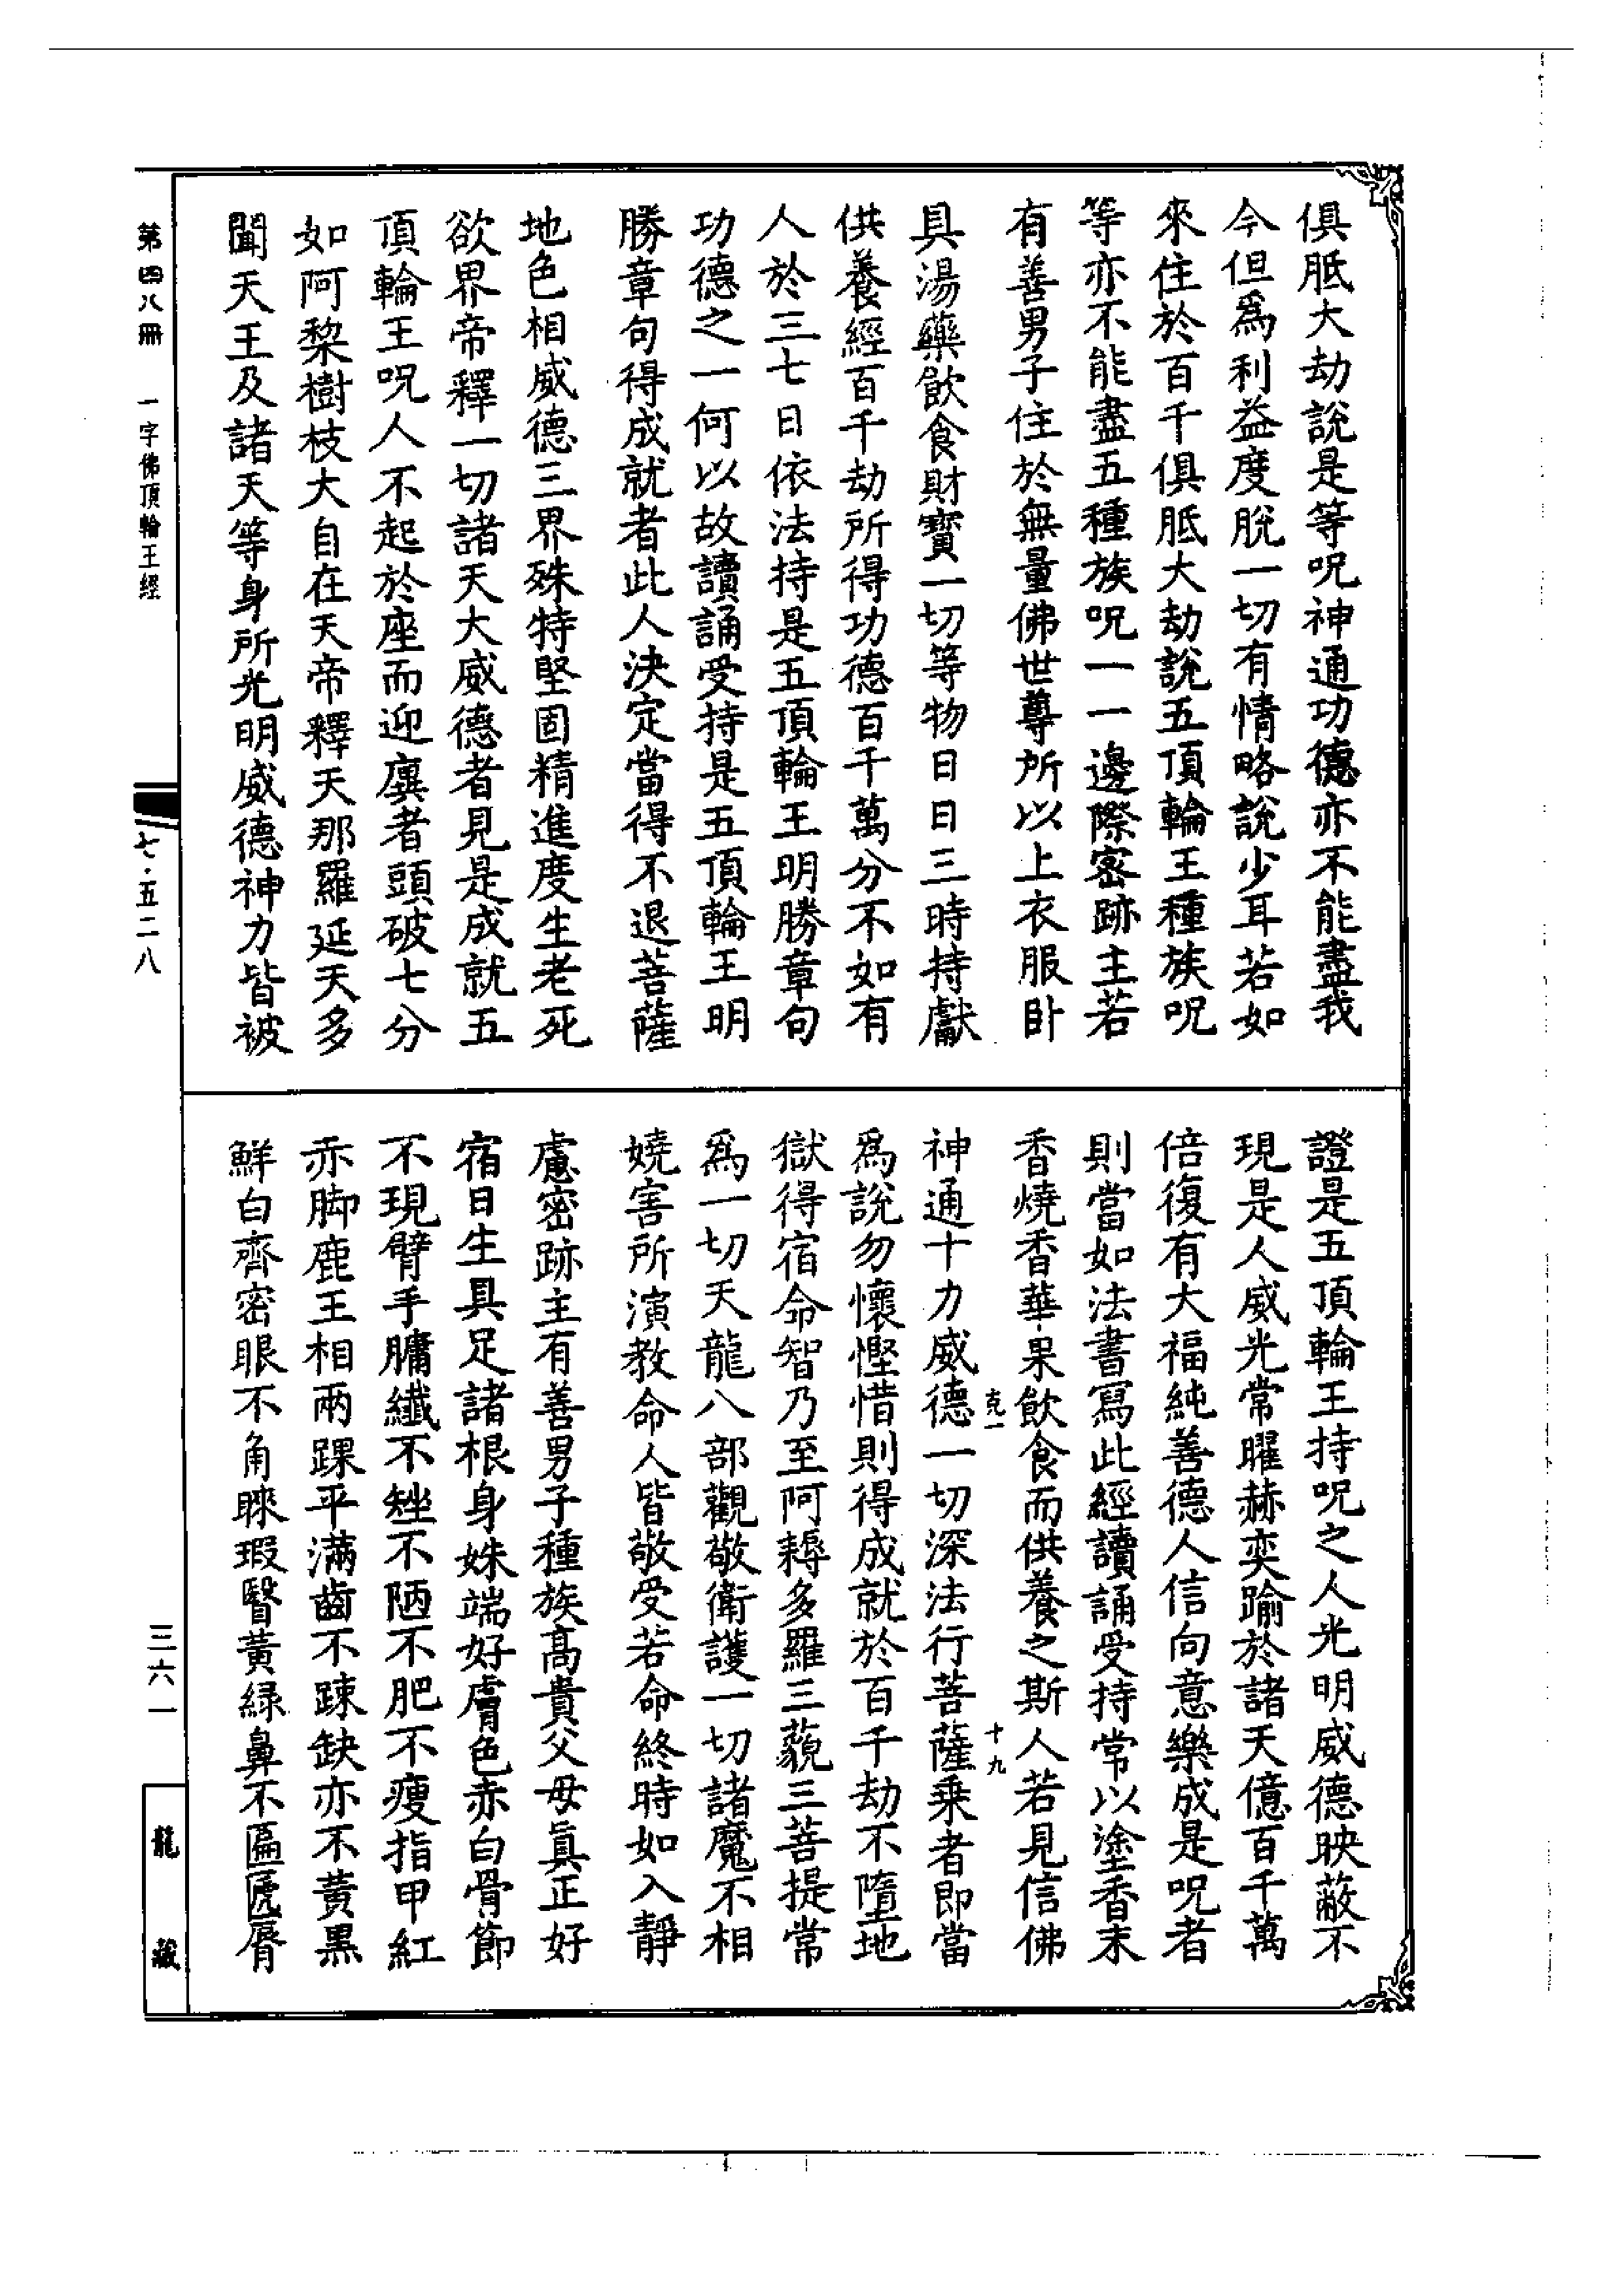 俱胝大劫說是等呪神通功德亦不能盡我
今但爲利益度脫一切有情略說少耳若如
來住於百千俱胝大劫說五頂輪王種族呪
等亦不能盡五種族呪一一邊際密跡主若
有善男子住於無量佛世尊所以上衣服卧
具湯藥飲食財寶一切等物日日三時持獻
供養經百千劫所得功德百千萬分不如有
人於三七日依法持是五頂輪王明勝章句
功德之一何以故讀誦受持是五頂輪王明
勝章句得成就者此人決定當得不退菩薩
地色相威德三界殊特堅固精進度生老死
欲界帝釋一切諸天大威德者見是成就五
頂輪王呪人不起於座而迎奠者頭破七分
如阿棃樹枝大自在天帝釋天那羅延天多
聞天王及諸天等身所光明威德神力皆被
證是五頂輪王持呪之人光明威德映蔽不
現是人威光常曜赫奕踰於諸天億百千萬
倍復有大福純善德人信向意樂成是呪者
則當如法書寫此經讀誦受持常以塗香末
香燒香華果飲食而供養之斯人若見信佛
克一
十九
神通十力威德一切深法行菩薩乘者即當
爲說勿懷慳惜則得成就於百千劫不墮地
獄得宿命智乃至阿耨多羅三藐三菩提常
爲一切天龍八部觀敬衛護一切諸魔不相
嬈害所演教命人皆敬受若命終時如入靜
慮密跡主有善男子種族高貴父母真正好
宿日生具足諸根身姝端好膚色赤白骨節
不現臂手𦟛纖不矬不陋不肥不瘦指甲紅
赤脚鹿王相兩踝平滿齒不踈缺亦不黃黑
鮮白齊密眼不角睞瑕瞖黃緑鼻不匾㔸脣
第四八冊
一字佛頂輪王經
七·五二八
三六一
龍藏